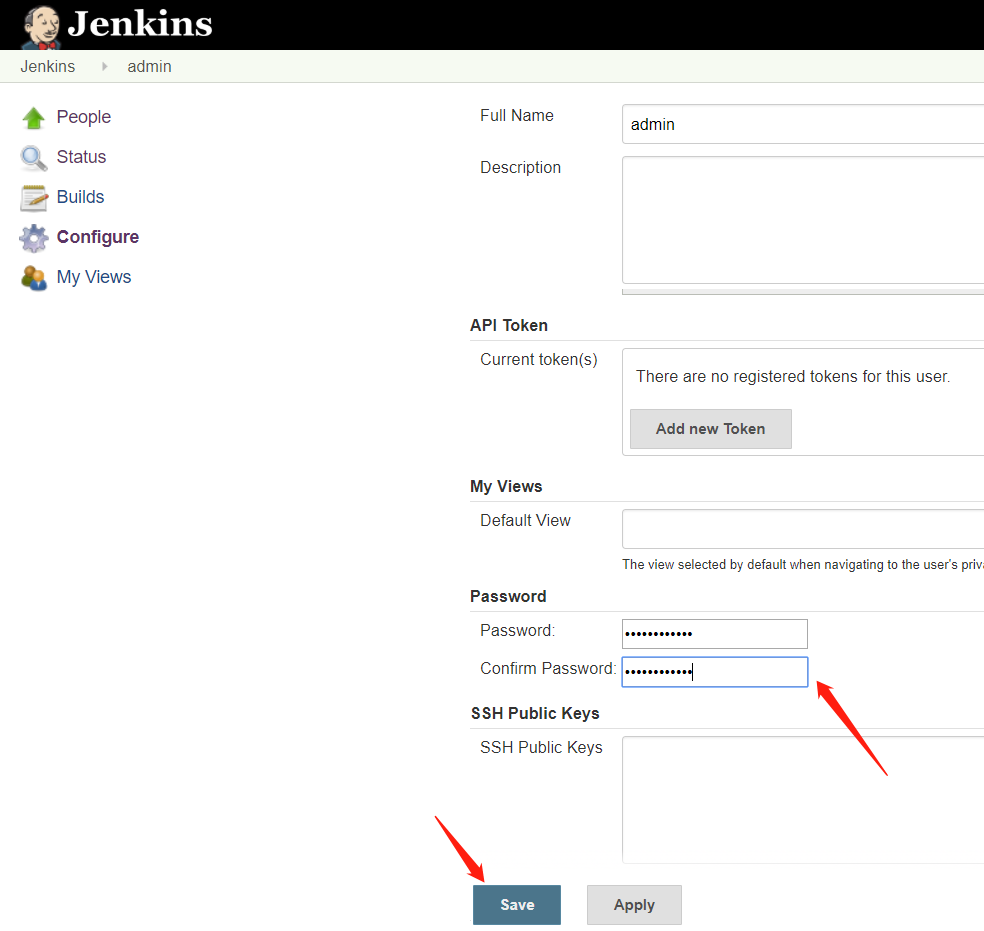 Jenkins
Jenkins admin
People
Status
Builds
Configure
My Views
Full Name
admin
Description
API Token
Current token(s)
There are no registered tokens for this user.
Add new Token
My Views
Default View
The view selected by default when navigating to the user's priva
Password
Password:
••••••••••••
Confirm Password:
••••••••••••
SSH Public Keys
SSH Public Keys
Save
Apply